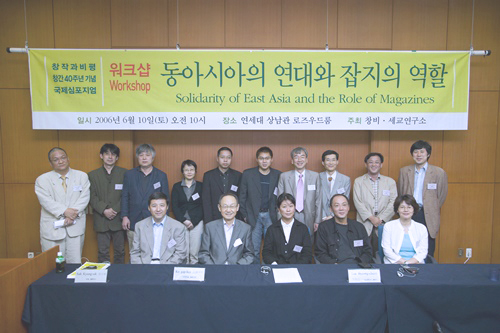 창작과비평
창간40주년기념
국제심포지엄
워크샵
Workshop
동아시아의 연대와 잡지의 역할
Solidarity of East Asia and the Role of Magazines
일시 2006년 6월 10일(토) 오전 10시 장소 연세대 상남관 로즈우드룸 주최 창비·세교연구소